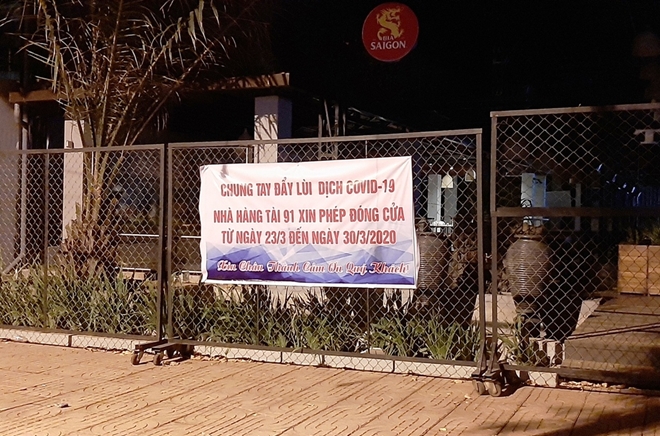 BIA
SAIGON
CHUNG TAY ĐẨY LÙI DỊCH COVID-19
NHÀ HÀNG TÀI 91 XIN PHÉP ĐÓNG CỬA
TỪ NGÀY 23/3 ĐẾN NGÀY 30/3/2020
Xin Chân Thành Cảm Ơn Quý Khách!